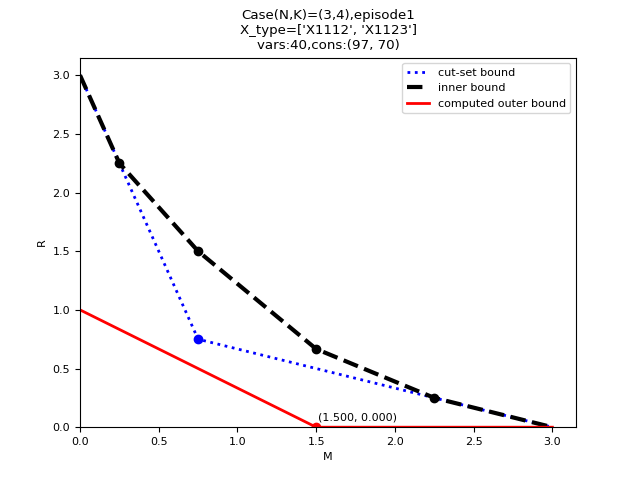 Case(N,K)=(3,4),episode1
X_type=['X1112', 'X1123']
vars:40,cons:(97, 70)
cut-set bound
inner bound
computed outer bound
R
3.0
2.5
2.0
1.5
1.0
0.5
0.0
(1.500, 0.000)
0.0 0.5 1.0 1.5 2.0 2.5 3.0
M